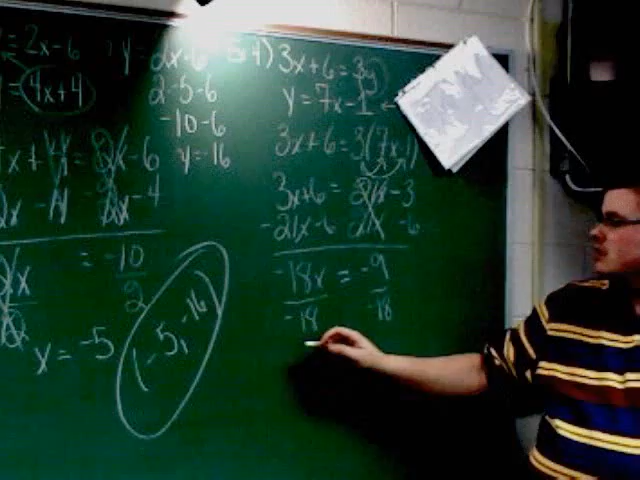 y = 2x-6
= 4x+4
y = 2x-6
2·-5-6
-10-6
y = -16
4x + 4 = 2x - 6
-2x - 4 -2x - 4
2x = -10
2 2
x = -5
(-5, -16)
4) 3x+6 = 3y
y = 7x-1
3x+6 = 3(7x-1)
3x+6 = 21x-3
-21x-6 -21x -6
-18x = -9
-18 -18